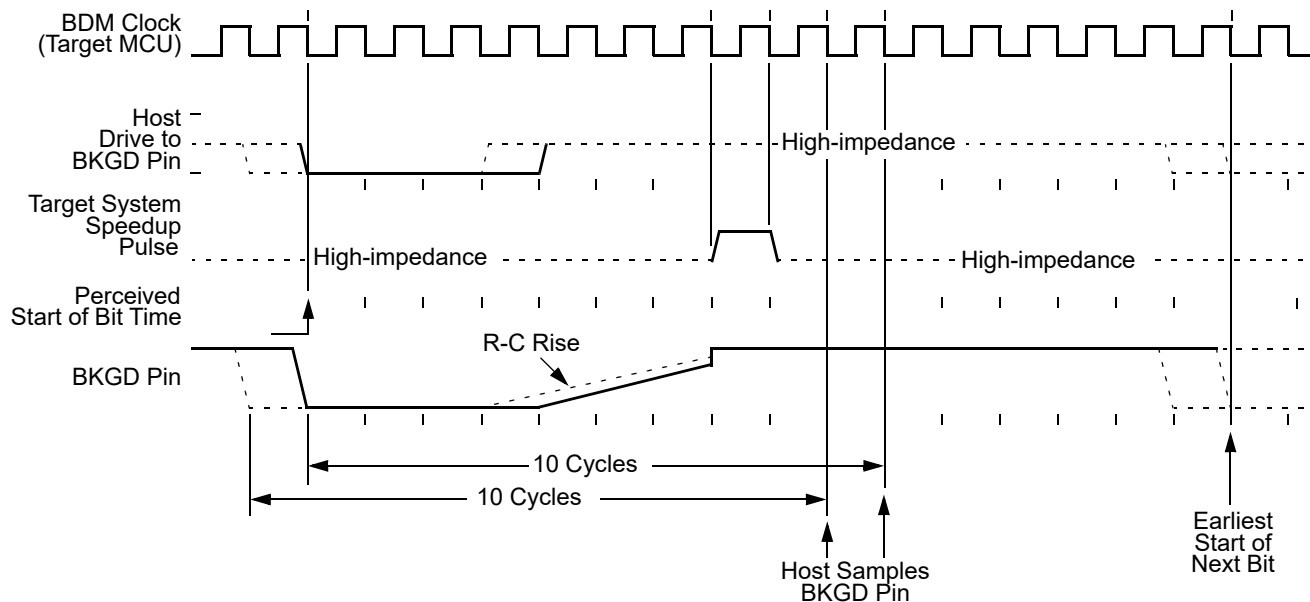 BDM Clock
(Target MCU)
Host
Drive to
BKGD Pin
High-impedance
Target System
Speedup
Pulse
High-impedance
High-impedance
Perceived
Start of Bit Time
R-C Rise
BKGD Pin
10 Cycles
10 Cycles
Host Samples
BKGD Pin
Earliest
Start of
Next Bit